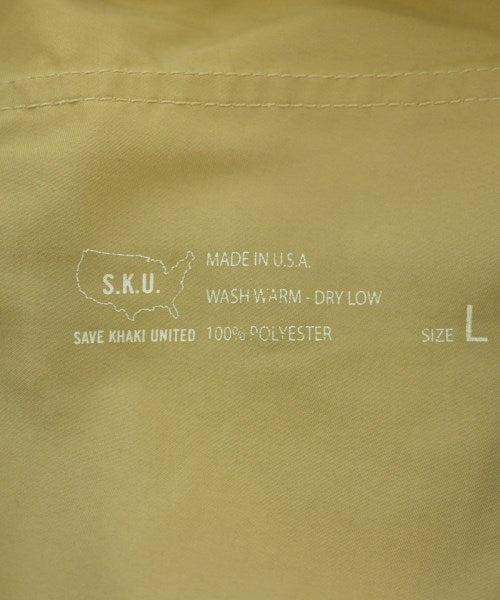 S.K.U.
SAVE KHAKI UNITED
MADE IN U.S.A.
WASH WARM - DRY LOW
100% POLYESTER
SIZE L